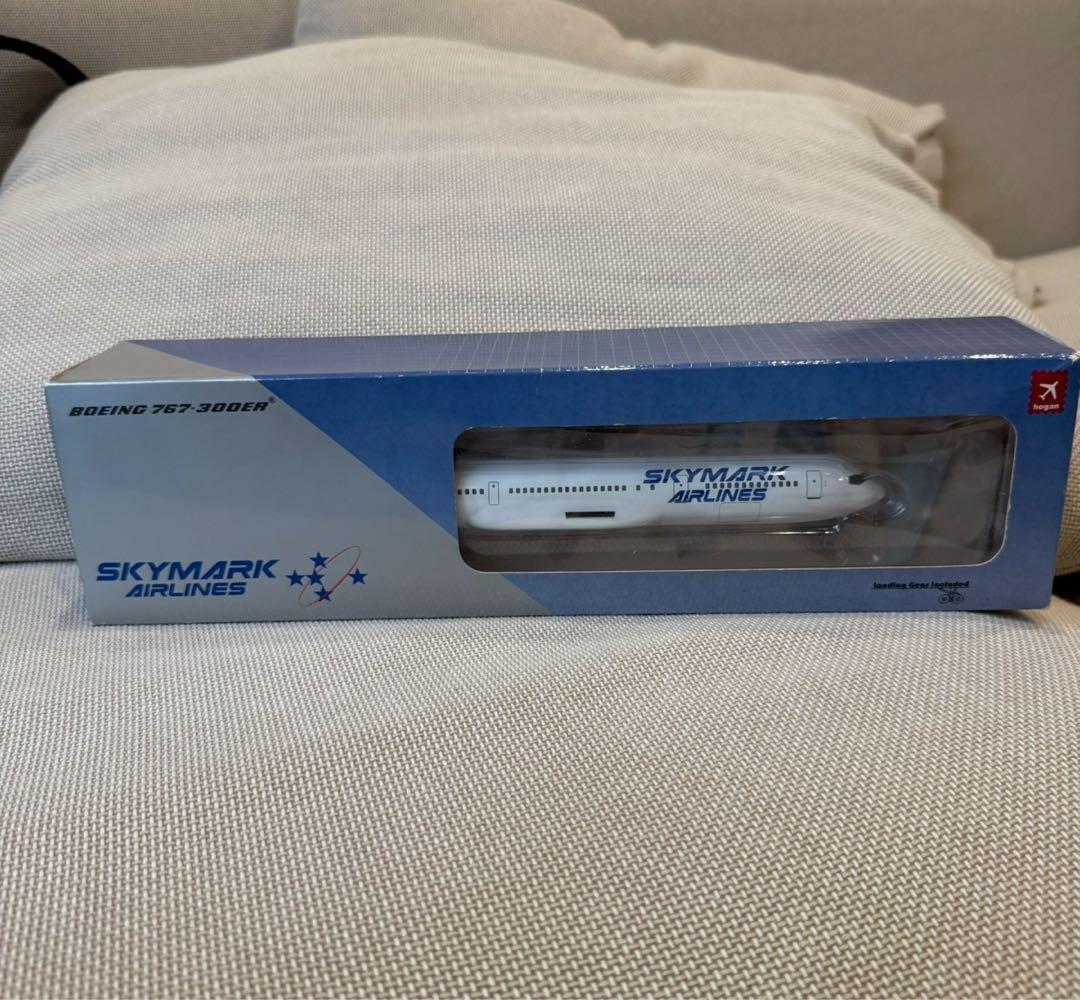 BOEING 767-300ER®
hogan
SKYMARK
AIRLINES
SKYMARK
AIRLINES
Landing Gear Included